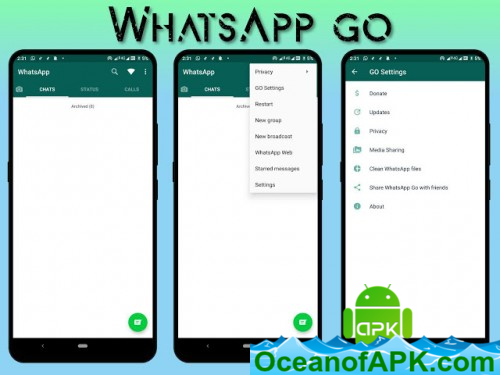 WhatsApp GO
2:31
WhatsApp
CHATS
STATUS
CALLS
Archived (5)
2:31
WhatsApp
CHATS
Archived
Privacy
GO Settings
Restart
New group
New broadcast
WhatsApp Web
Starred messages
Settings
2:31
GO Settings
Donate
Updates
Privacy
Media Sharing
Clean WhatsApp files
Share WhatsApp Go with friends
About
APK
OceanofAPK.com